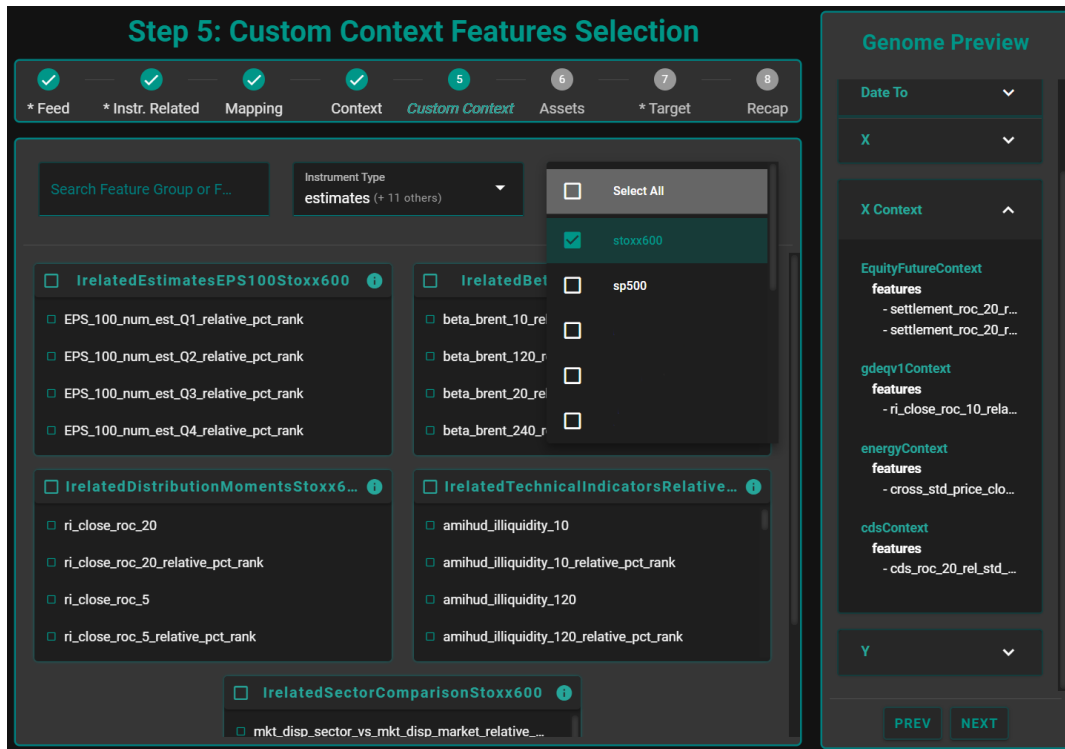 Step 5: Custom Context Features Selection
5
6
7
8
* Feed
* Instr. Related
Mapping
Context
Custom Context
Assets
* Target
Recap
Search Feature Group or F...
Instrument Type
estimates (+ 11 others)
Select All
stoxx600
sp500
IrelatedEstimatesEPS100Stoxx600
EPS_100_num_est_Q1_relative_pct_rank
EPS_100_num_est_Q2_relative_pct_rank
EPS_100_num_est_Q3_relative_pct_rank
EPS_100_num_est_Q4_relative_pct_rank
IrelatedBet
beta_brent_10_rel
beta_brent_120_r
beta_brent_20_rel
beta_brent_240_r
IrelatedDistributionMomentsStoxx6...
ri_close_roc_20
ri_close_roc_20_relative_pct_rank
ri_close_roc_5
ri_close_roc_5_relative_pct_rank
IrelatedTechnicalIndicatorsRelative...
amihud_illiquidity_10
amihud_illiquidity_10_relative_pct_rank
amihud_illiquidity_120
amihud_illiquidity_120_relative_pct_rank
IrelatedSectorComparisonStoxx600
mkt_disp_sector_vs_mkt_disp_market_relative_...
Genome Preview
Date To
X
X Context
EquityFutureContext
features
- settlement_roc_20_r...
- settlement_roc_20_r...
gdeqv1Context
features
- ri_close_roc_10_rela...
energyContext
features
- cross_std_price_clo...
cdsContext
features
- cds_roc_20_rel_std_...
Y
PREV
NEXT